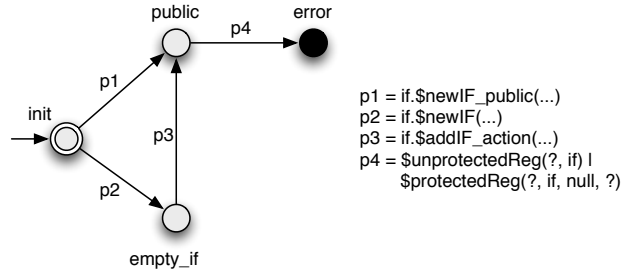 public
error
p4
p1
init
p3
p2
empty_if
p1 = if.$newIF_public(...)
p2 = if.$newIF(...)
p3 = if.$addIF_action(...)
p4 = $unprotectedReg(?, if) |
$protectedReg(?, if, null, ?)